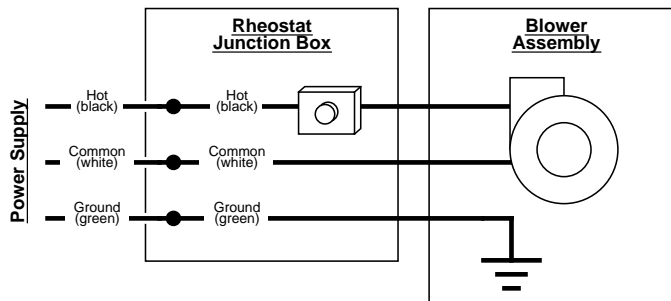 Rheostat
Junction Box
Blower
Assembly
Power Supply
Hot
(black)
Hot
(black)
Common
(white)
Common
(white)
Ground
(green)
Ground
(green)